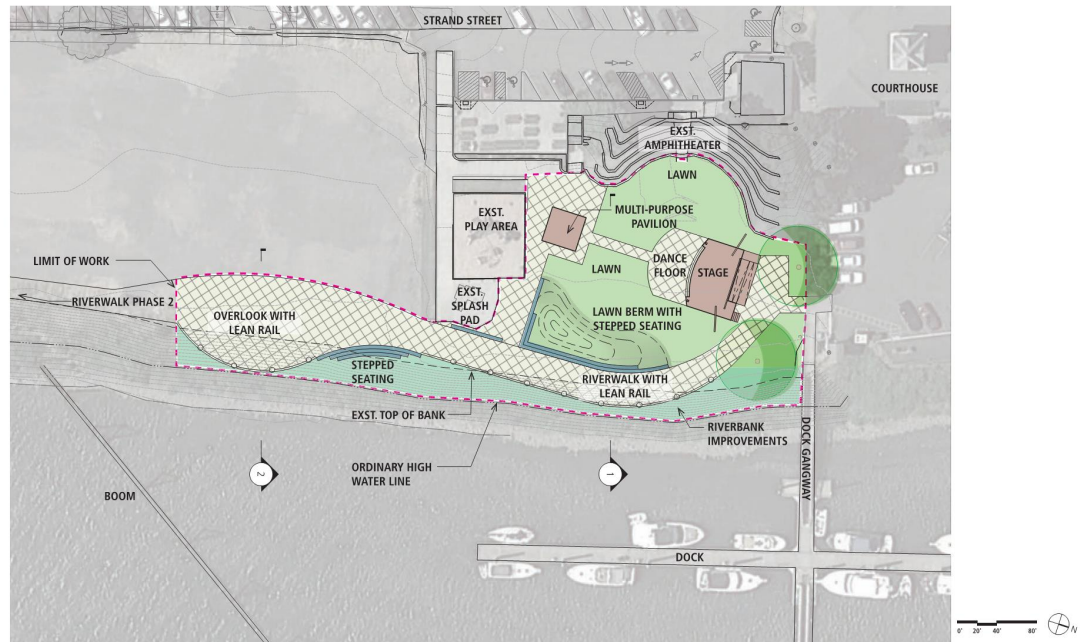 STRAND STREET
COURTHOUSE
EXST.
AMPHITHEATER
LAWN
MULTI-PURPOSE
PAVILION
EXST.
PLAY AREA
DANCE
FLOOR
STAGE
LAWN
LIMIT OF WORK
RIVERWALK PHASE 2
EXST.
SPLASH
PAD
OVERLOOK WITH
LEAN RAIL
LAWN BERM WITH
STEPPED SEATING
STEPPED
SEATING
RIVERWALK WITH
LEAN RAIL
EXST. TOP OF BANK
RIVERBANK
IMPROVEMENTS
DOCK GANGWAY
ORDINARY HIGH
WATER LINE
2
1
BOOM
DOCK
0' 20' 40' 80'
N